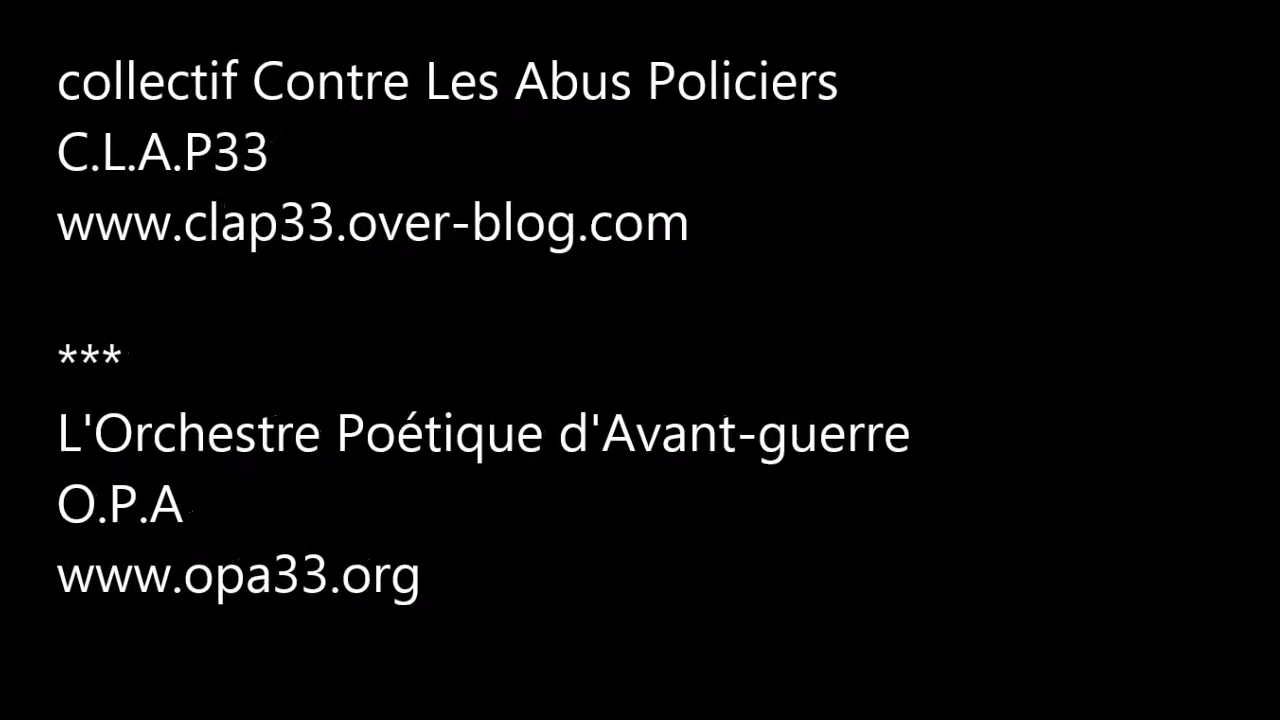 collectif Contre Les Abus Policiers
C.L.A.P33
www.clap33.over-blog.com
***
L'Orchestre Poétique d'Avant-guerre
O.P.A
www.opa33.org